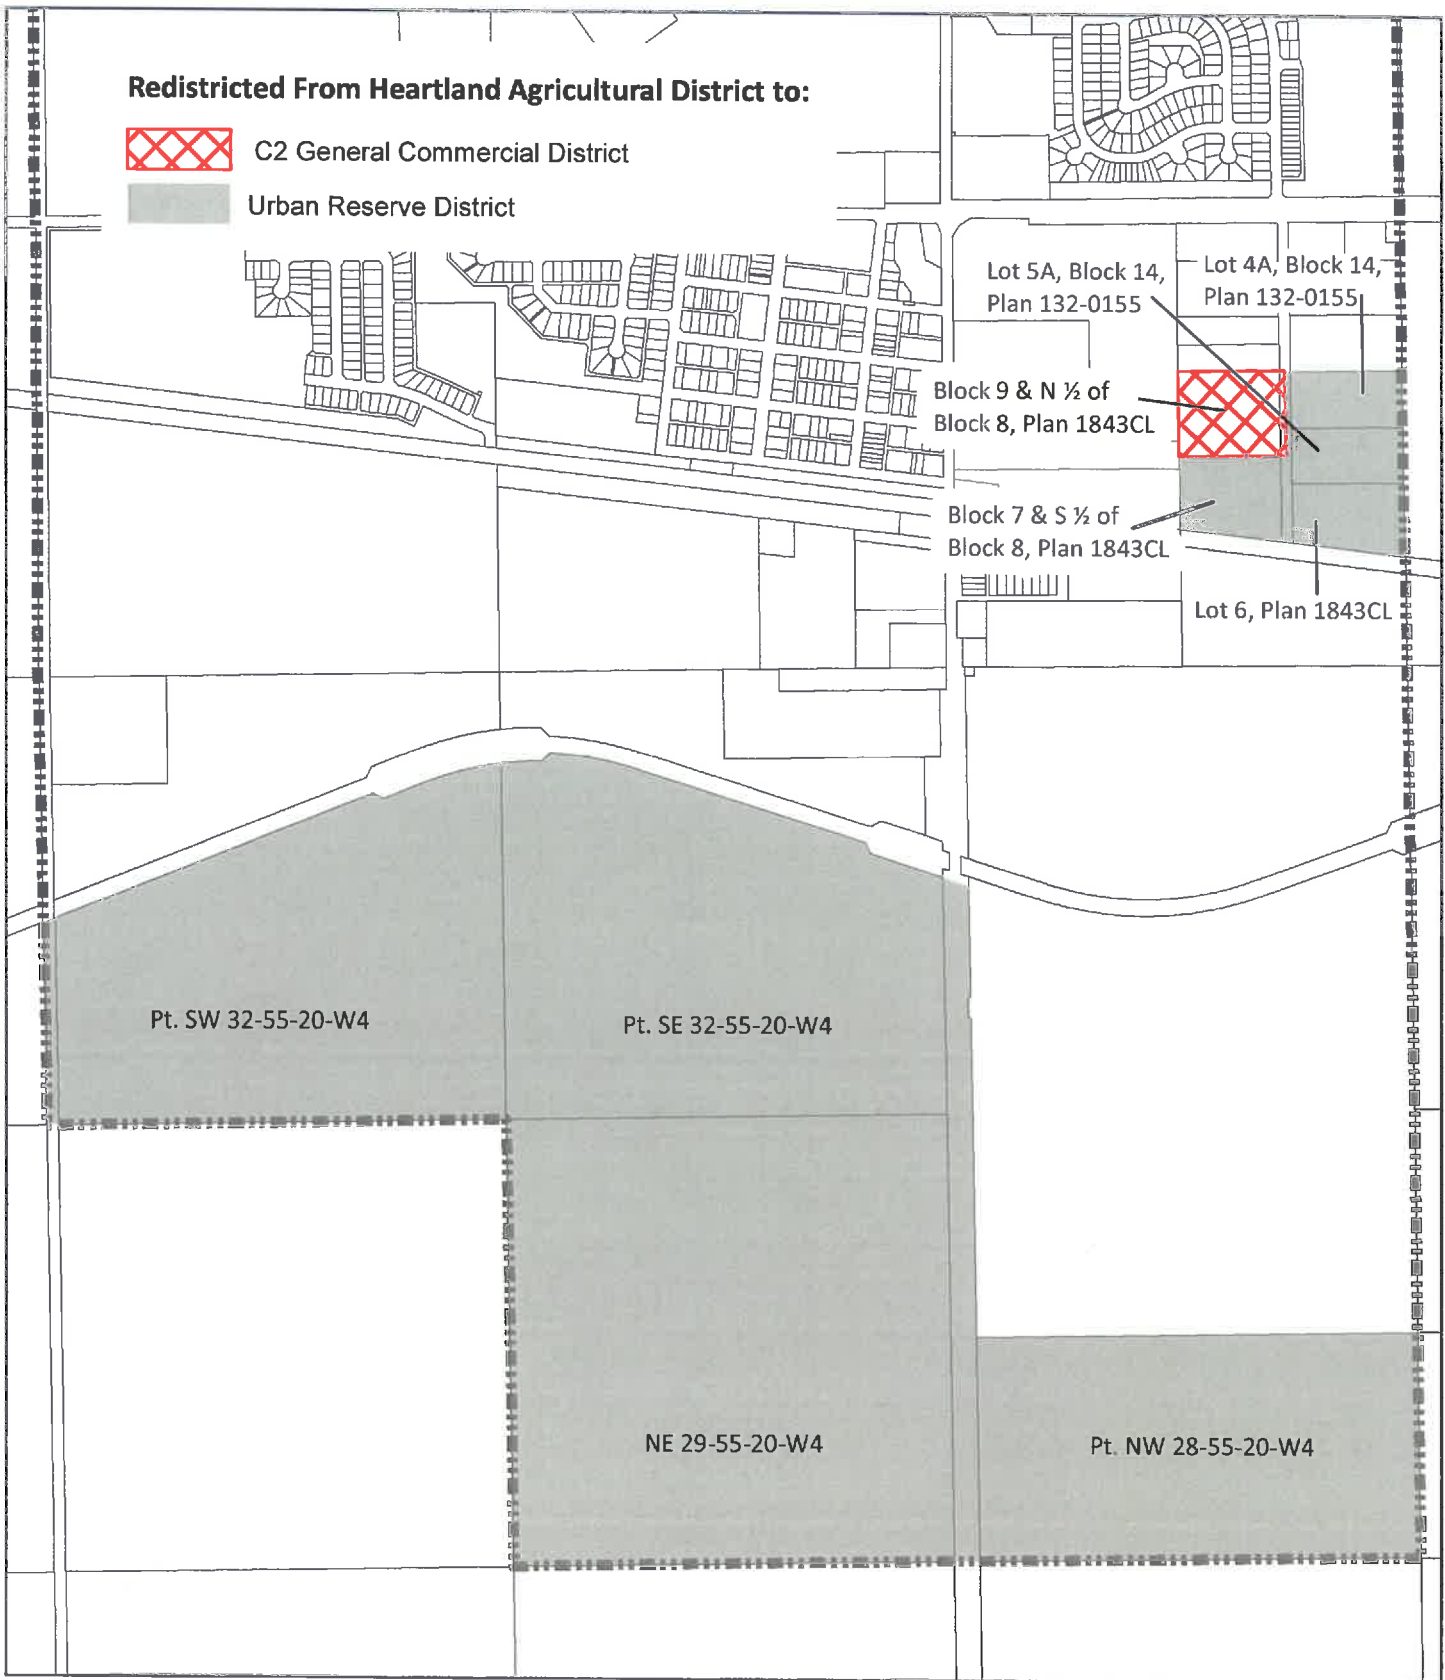 Redistricted From Heartland Agricultural District to:
C2 General Commercial District
Urban Reserve District
Lot 5A, Block 14,
Plan 132-0155
Lot 4A, Block 14,
Plan 132-0155
Block 9 & N ½ of
Block 8, Plan 1843CL
Block 7 & S ½ of
Block 8, Plan 1843CL
Lot 6, Plan 1843CL
Pt. SW 32-55-20-W4
Pt. SE 32-55-20-W4
NE 29-55-20-W4
Pt. NW 28-55-20-W4